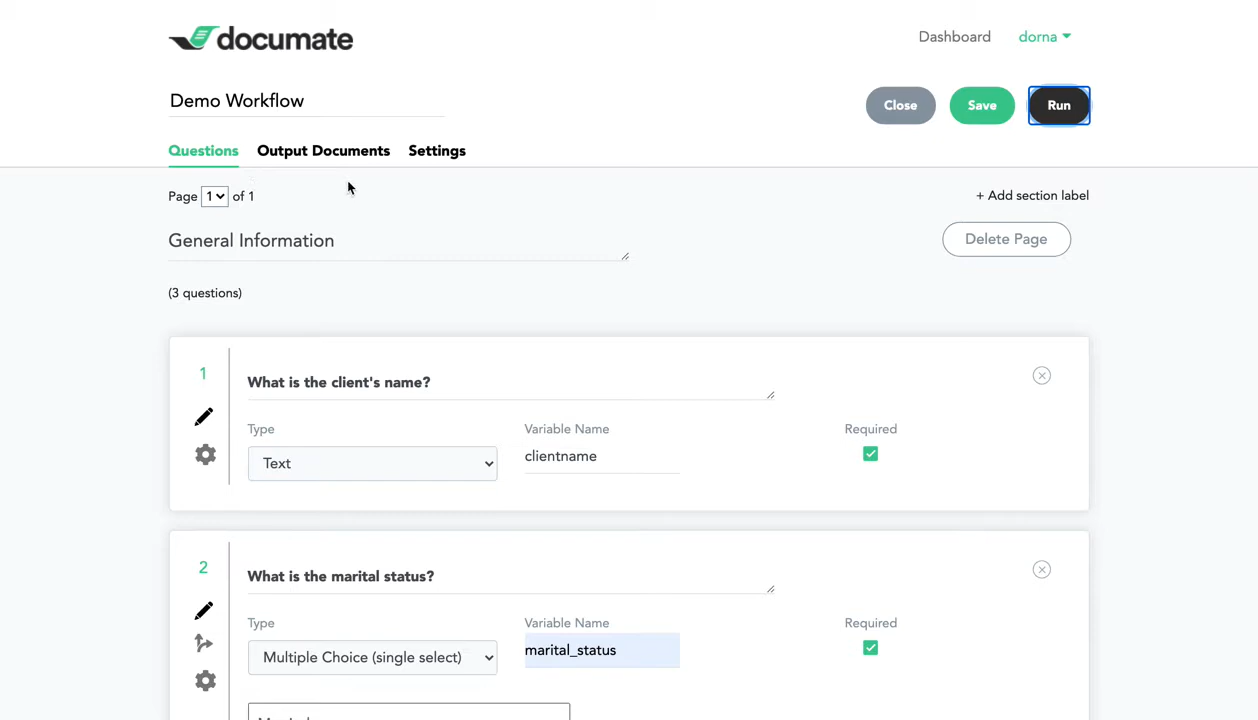 documate
Dashboard dorna
Demo Workflow
Close Save Run
Questions Output Documents Settings
Page 1 of 1
+ Add section label
General Information
Delete Page
(3 questions)
1
What is the client's name?
Type Variable Name Required
Text clientname
2
What is the marital status?
Type Variable Name Required
Multiple Choice (single select) marital_status